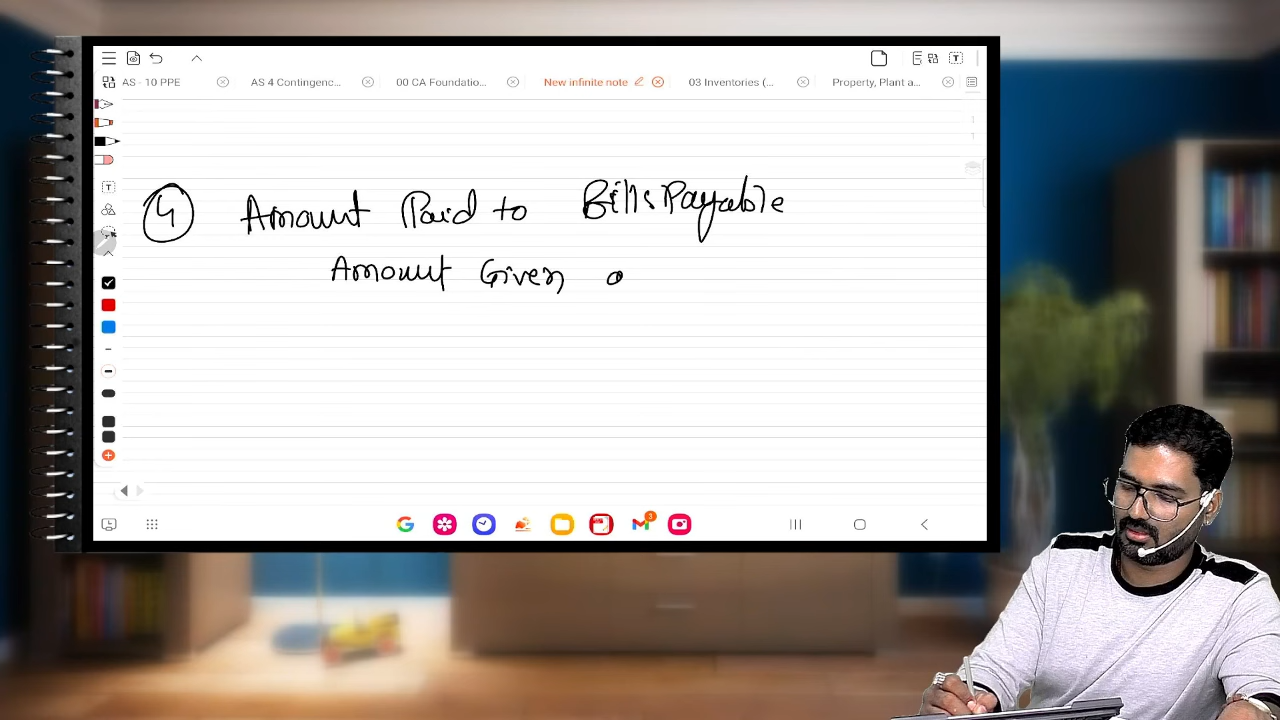 AS - 10 PPE AS 4 Contingenc... 00 CA Foundatio... New infinite note 03 Inventories (... Property, Plant a...
4 Amount Paid to Bills Payable
Amount Given o
3